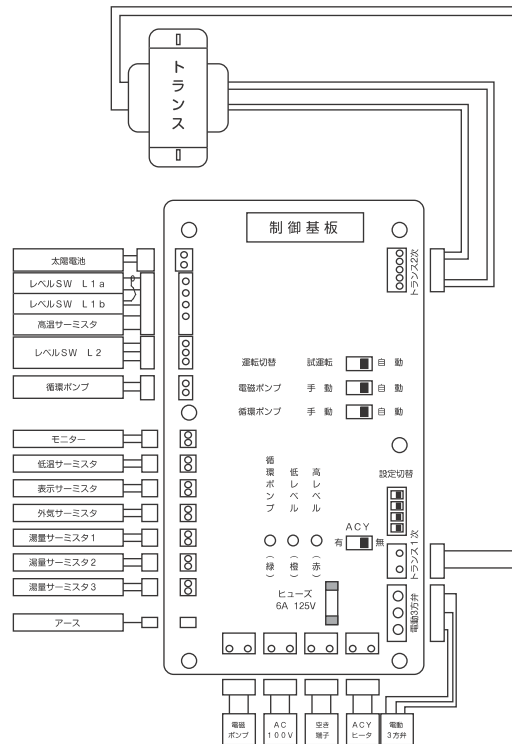 トランス
制御基板
太陽電池
レベルSW L1a
レベルSW L1b
高温サーミスタ
レベルSW L2
循環ポンプ
トランス2次
運転切替 試運転 自動
電磁ポンプ 手動 自動
循環ポンプ 手動 自動
モニター
低温サーミスタ
表示サーミスタ
外気サーミスタ
湯量サーミスタ1
湯量サーミスタ2
湯量サーミスタ3
アース
循環ポンプ
低レベル
高レベル
(緑)
(橙)
(赤)
設定切替
ACY
有 無
トランス1次
ヒューズ
6A 125V
電動3方弁
電磁
ポンプ
AC
100V
空き
端子
ACY
ヒータ
電動
3方弁